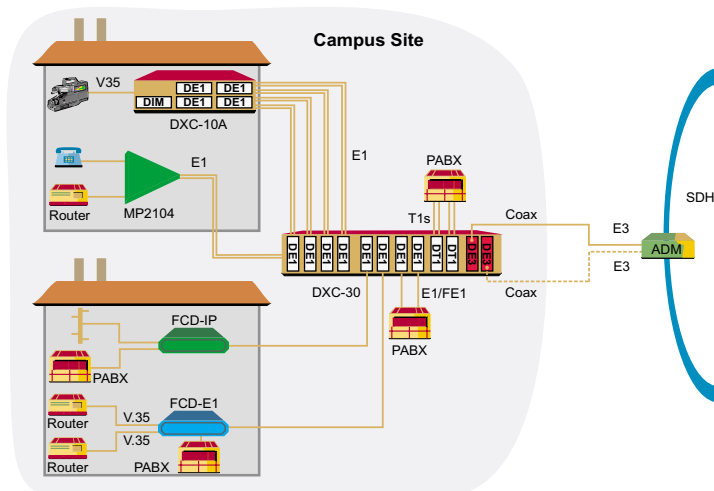 Campus Site
V35
DE1 DE1
DIM DE1 DE1
DXC-10A
E1
E1
Router
MP2104
PABX
T1s
Coax
E3
SDH
ADM
E3
DE1 DE1 DE1 DE1 DE1 DE1 DE1 DE1 DT1 DT1 DE3 DE3
DXC-30
E1/FE1
Coax
PABX
FCD-IP
PABX
FCD-E1
Router
V.35
V.35
Router
PABX